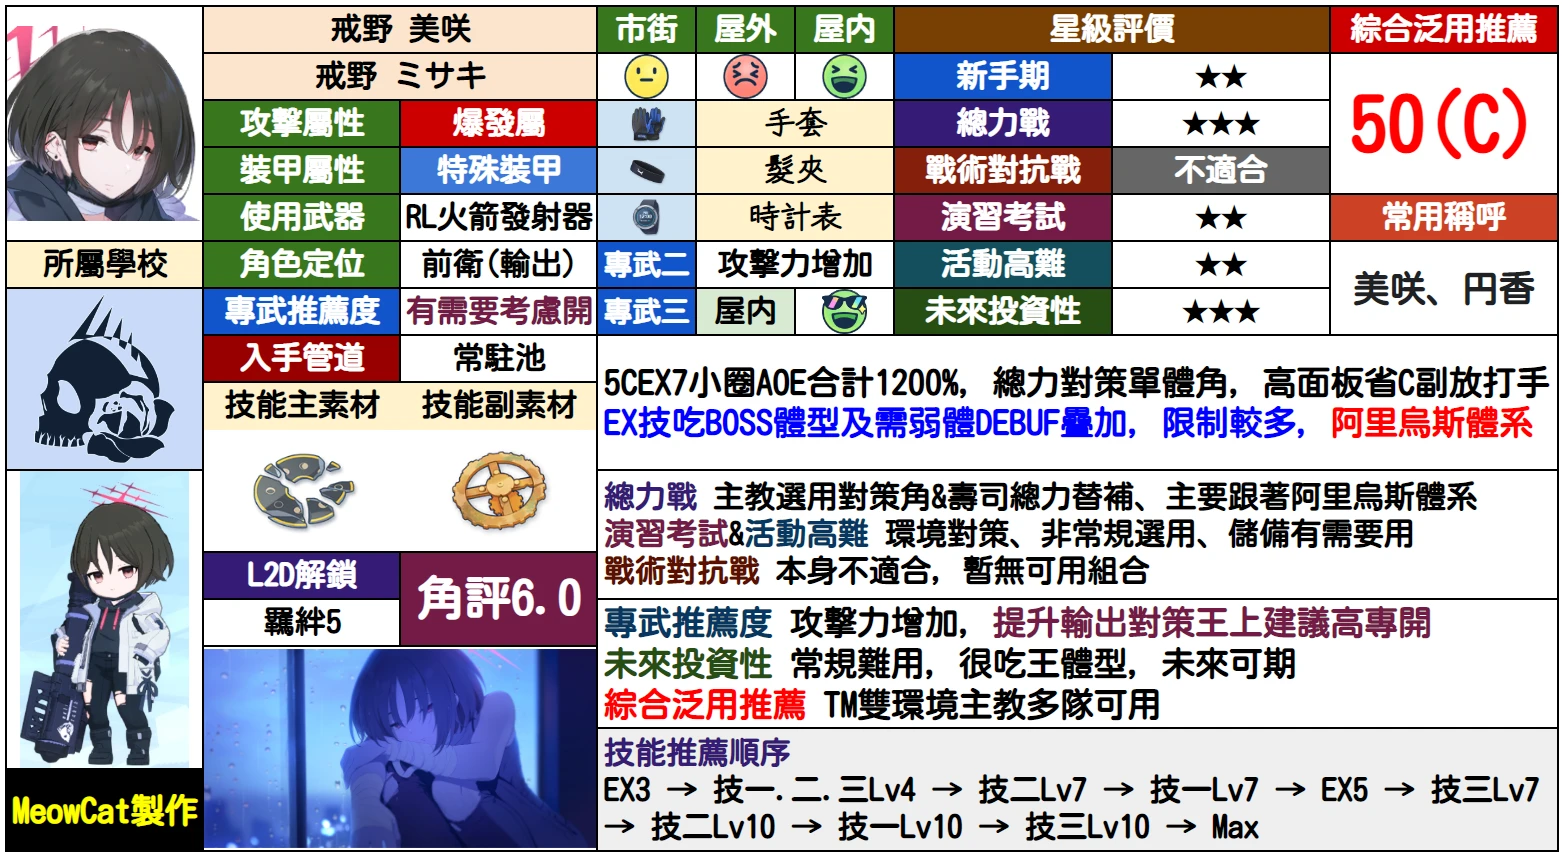 戒野 美咲
戒野 ミサキ
攻擊屬性 爆發屬
裝甲屬性 特殊裝甲
使用武器 RL火箭發射器
所屬學校
角色定位 前衛(輸出)
專武推薦度 有需要考慮開
入手管道 常駐池
技能主素材 技能副素材
L2D解鎖
羈絆5
角評6.0
MeowCat製作
市街 屋外 屋内
手套
髮夾
時計表
專武二 攻擊力增加
專武三 屋内
星級評價
新手期 ★★
總力戰 ★★★
戰術對抗戰 不適合
演習考試 ★★
活動高難 ★★
未來投資性 ★★★
綜合泛用推薦
50(C)
常用稱呼
美咲、円香
5CEX7小圈AOE合計1200%, 總力對策單體角, 高面板省C副放打手
EX技吃BOSS體型及需弱體DEBUF疊加, 限制較多, 阿里烏斯體系
總力戰 主教選用對策角&壽司總力替補、主要跟著阿里烏斯體系
演習考試&活動高難 環境對策、非常規選用、儲備有需要用
戰術對抗戰 本身不適合, 暫無可用組合
專武推薦度 攻擊力增加, 提升輸出對策王上建議高專開
未來投資性 常規難用, 很吃王體型, 未來可期
綜合泛用推薦 TM雙環境主教多隊可用
技能推薦順序
EX3 → 技一.二.三Lv4 → 技二Lv7 → 技一Lv7 → EX5 → 技三Lv7
→ 技二Lv10 → 技一Lv10 → 技三Lv10 → Max